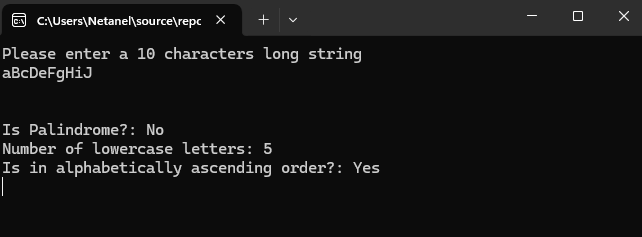 C:\Users\Netanel\source\repc
Please enter a 10 characters long string
aBcDeFgHiJ
Is Palindrome?: No
Number of lowercase letters: 5
Is in alphabetically ascending order?: Yes